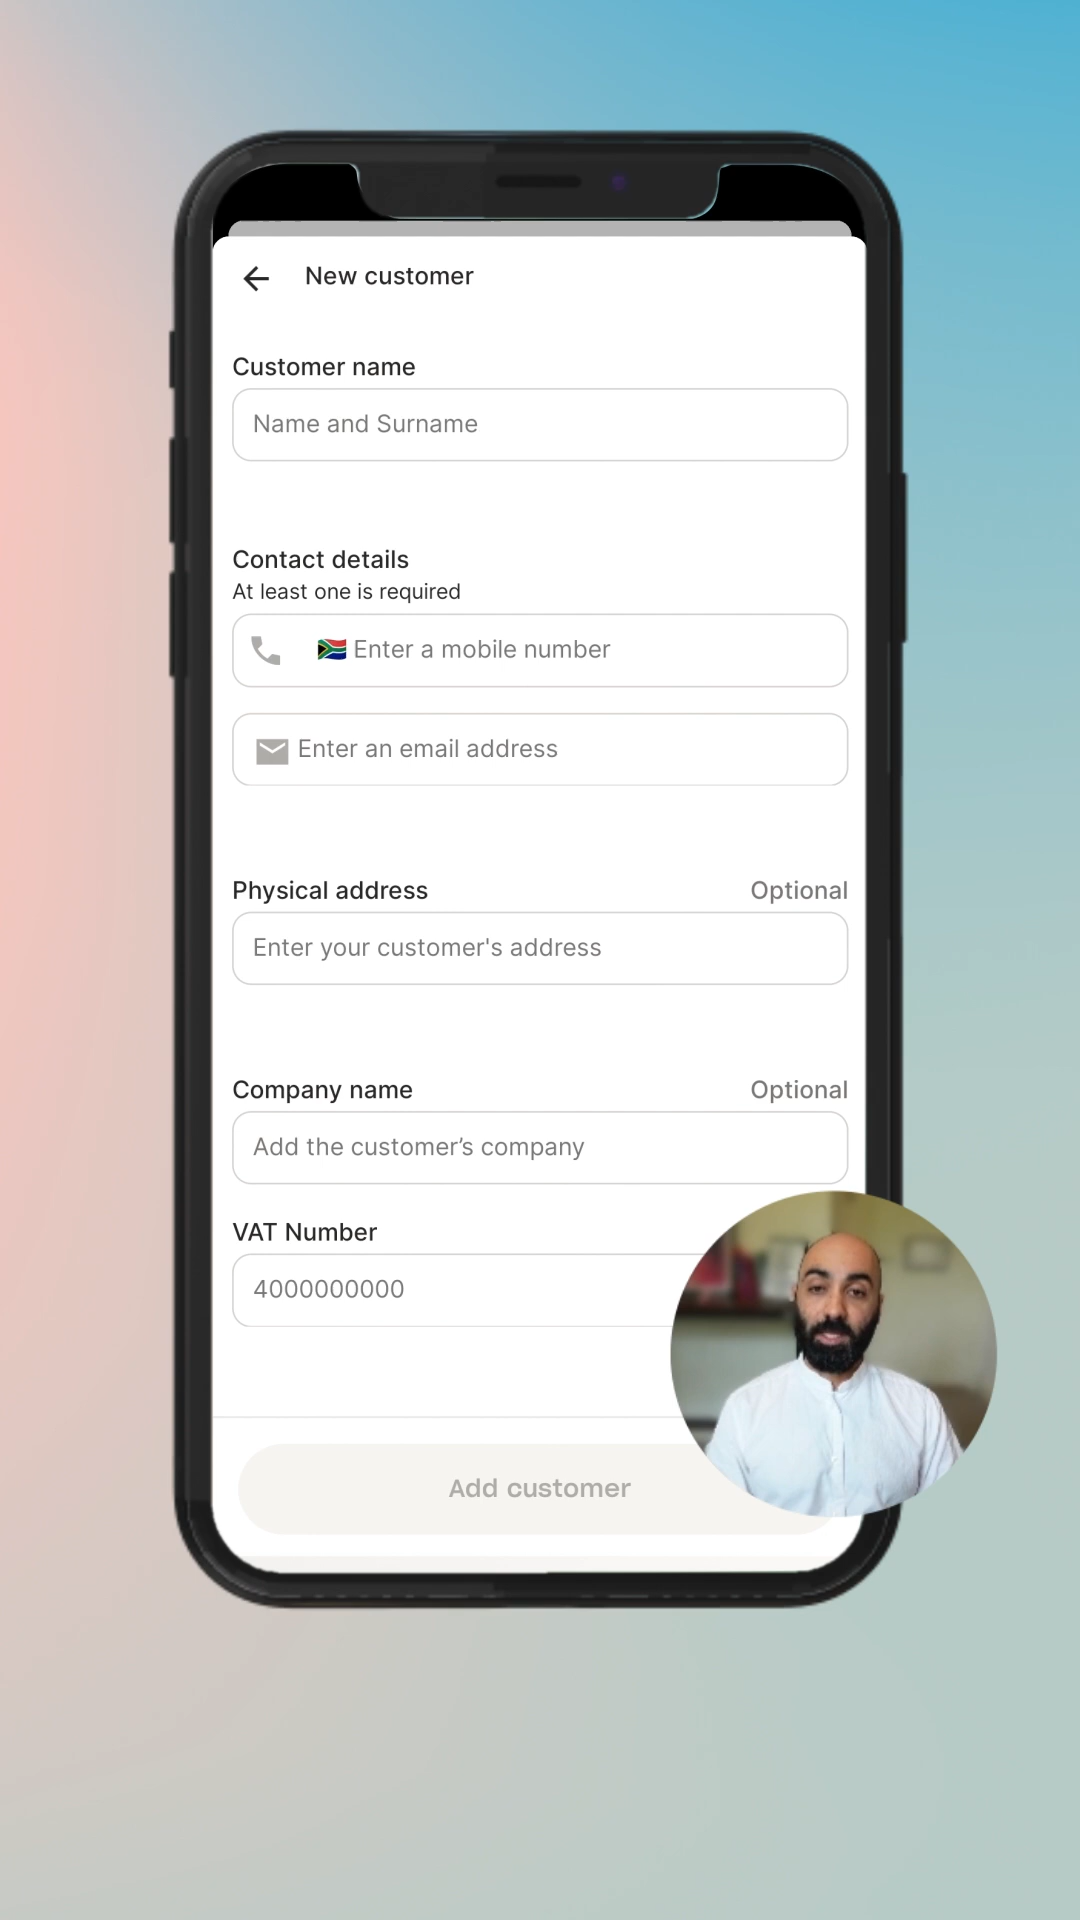 New customer
Customer name
Name and Surname
Contact details
At least one is required
Enter a mobile number
Enter an email address
Physical address Optional
Enter your customer's address
Company name Optional
Add the customer’s company
VAT Number
4000000000
Add customer